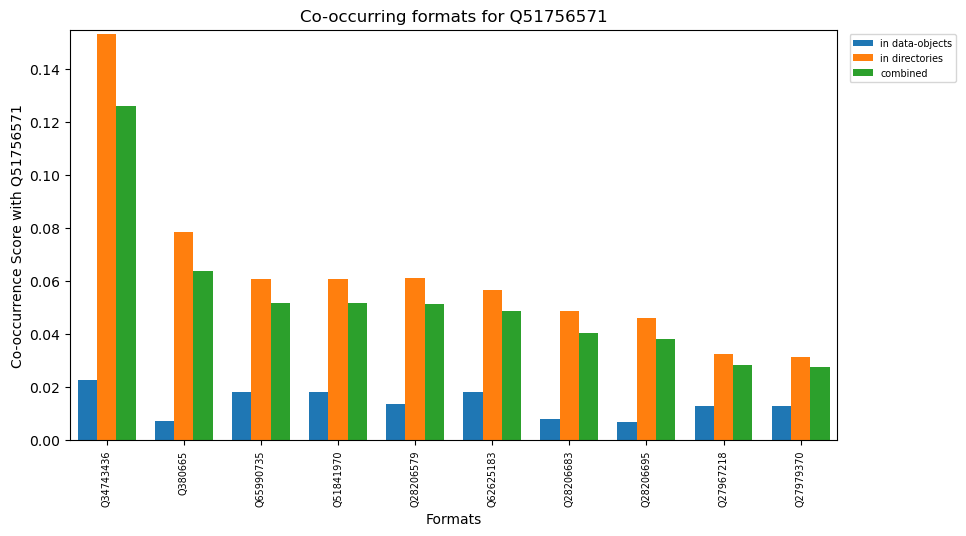 Co-occurring formats for Q51756571
in data-objects
in directories
combined
Co-occurrence Score with Q51756571
0.14
0.12
0.10
0.08
0.06
0.04
0.02
0.00
Q34743436
Q380665
Q65990735
Q51841970
Q28206579
Q62625183
Q28206683
Q28206695
Q27967218
Q27979370
Formats